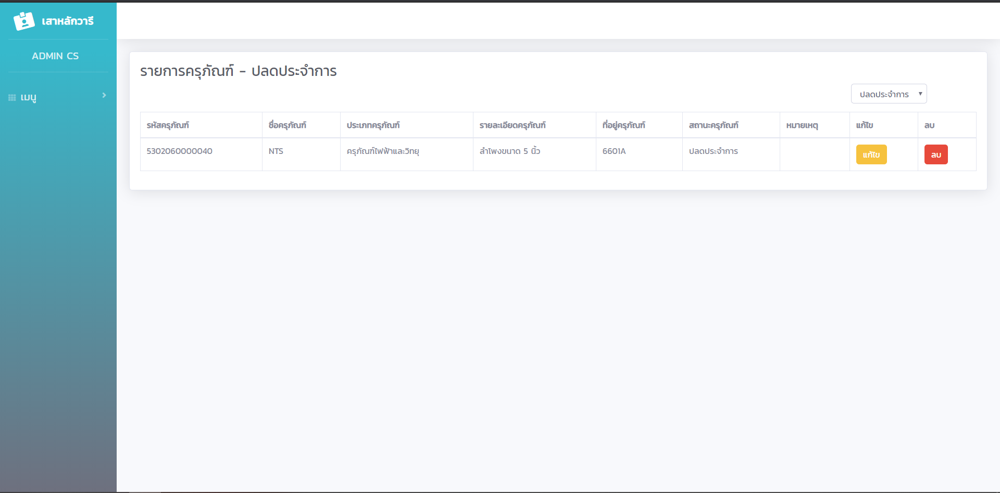 เสาหลักวารี
ADMIN CS
เมนู
รายการครุภัณฑ์ - ปลดประจำการ
ปลดประจำการ
รหัสครุภัณฑ์ ชื่อครุภัณฑ์ ประเภทครุภัณฑ์ รายละเอียดครุภัณฑ์ ที่อยู่ครุภัณฑ์ สถานะครุภัณฑ์ หมายเหตุ แก้ไข ลบ
5302060000040 NTS ครุภัณฑ์ไฟฟ้าและวิทยุ ลำโพงขนาด 5 นิ้ว 6601A ปลดประจำการ แก้ไข ลบ